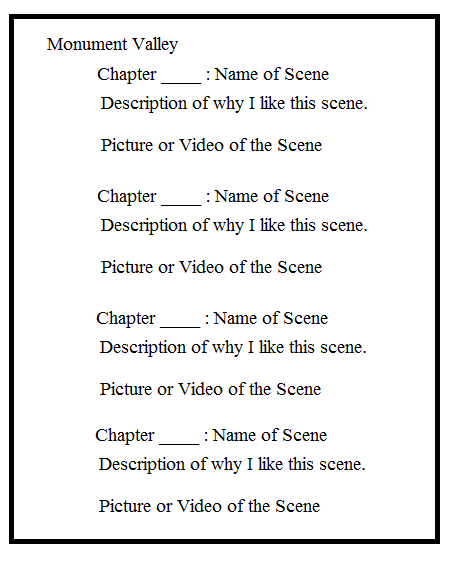 Monument Valley
Chapter ____ : Name of Scene
Description of why I like this scene.
Picture or Video of the Scene
Chapter ____ : Name of Scene
Description of why I like this scene.
Picture or Video of the Scene
Chapter ____ : Name of Scene
Description of why I like this scene.
Picture or Video of the Scene
Chapter ____ : Name of Scene
Description of why I like this scene.
Picture or Video of the Scene